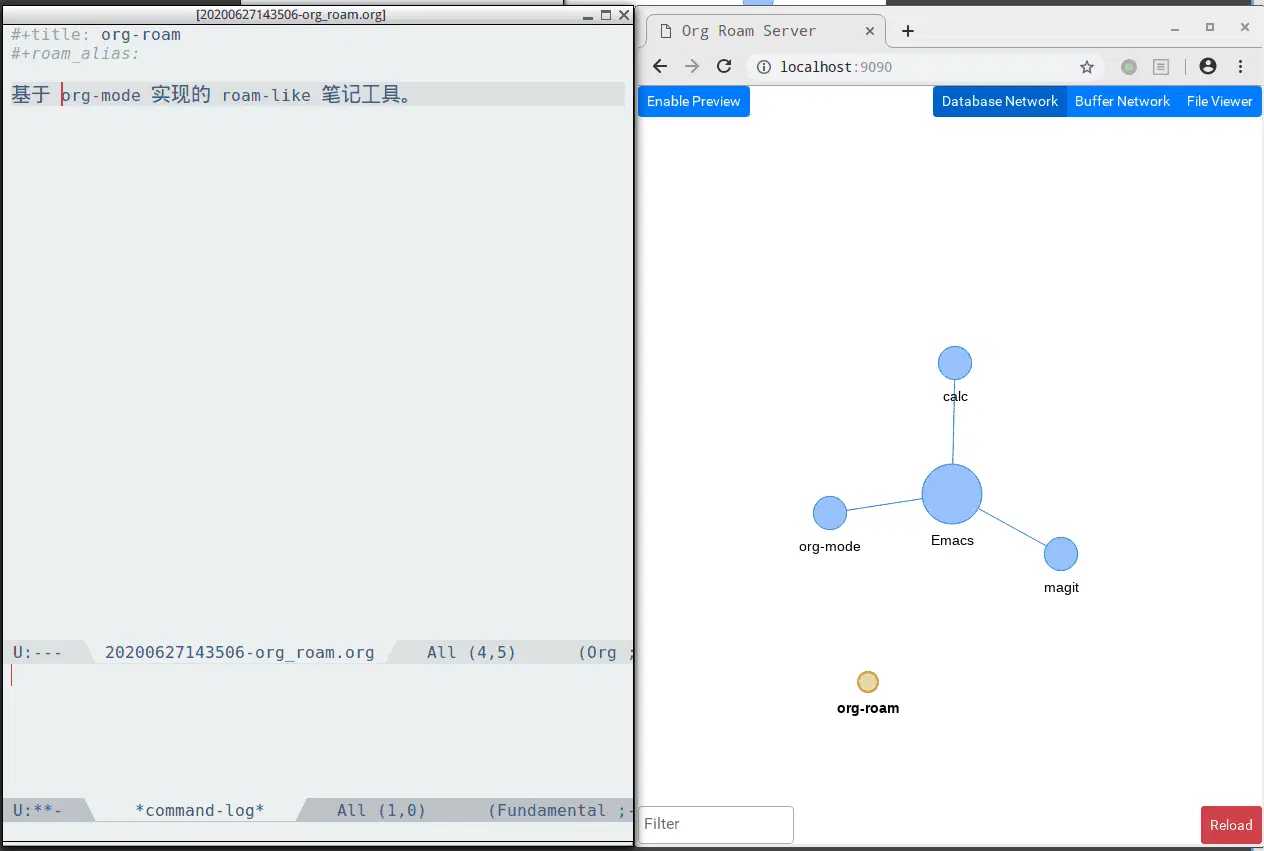 [20200627143506-org_roam.org]
#+title: org-roam
#+roam_alias:
基于 org-mode 实现的 roam-like 笔记工具。
U:--- 20200627143506-org_roam.org All (4,5) (Org ;
U:**- *command-log* All (1,0) (Fundamental ;-
Org Roam Server
localhost:9090
Enable Preview Database Network Buffer Network File Viewer
calc
Emacs
org-mode
magit
org-roam
Filter Reload